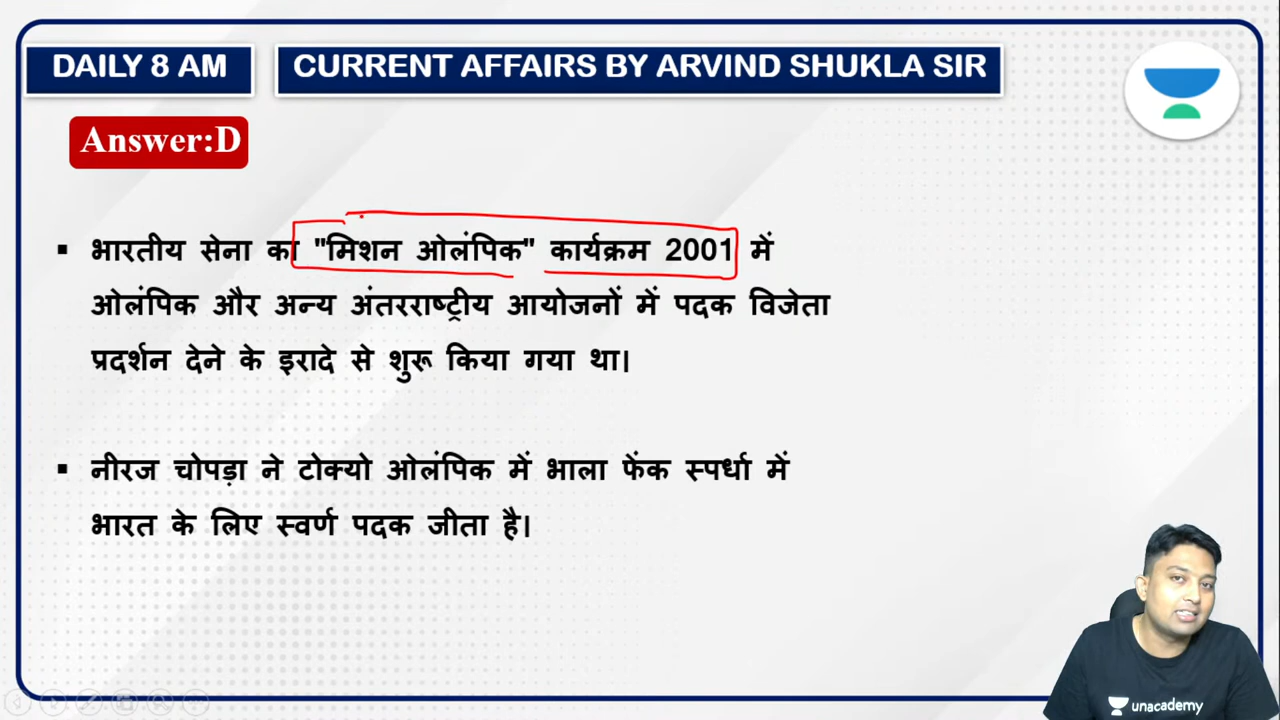 DAILY 8 AM
CURRENT AFFAIRS BY ARVIND SHUKLA SIR
Answer:D
▪ भारतीय सेना का "मिशन ओलंपिक" कार्यक्रम 2001 में
ओलंपिक और अन्य अंतरराष्ट्रीय आयोजनों में पदक विजेता
प्रदर्शन देने के इरादे से शुरू किया गया था।
▪ नीरज चोपड़ा ने टोक्यो ओलंपिक में भाला फेंक स्पर्धा में
भारत के लिए स्वर्ण पदक जीता है।
unacademy